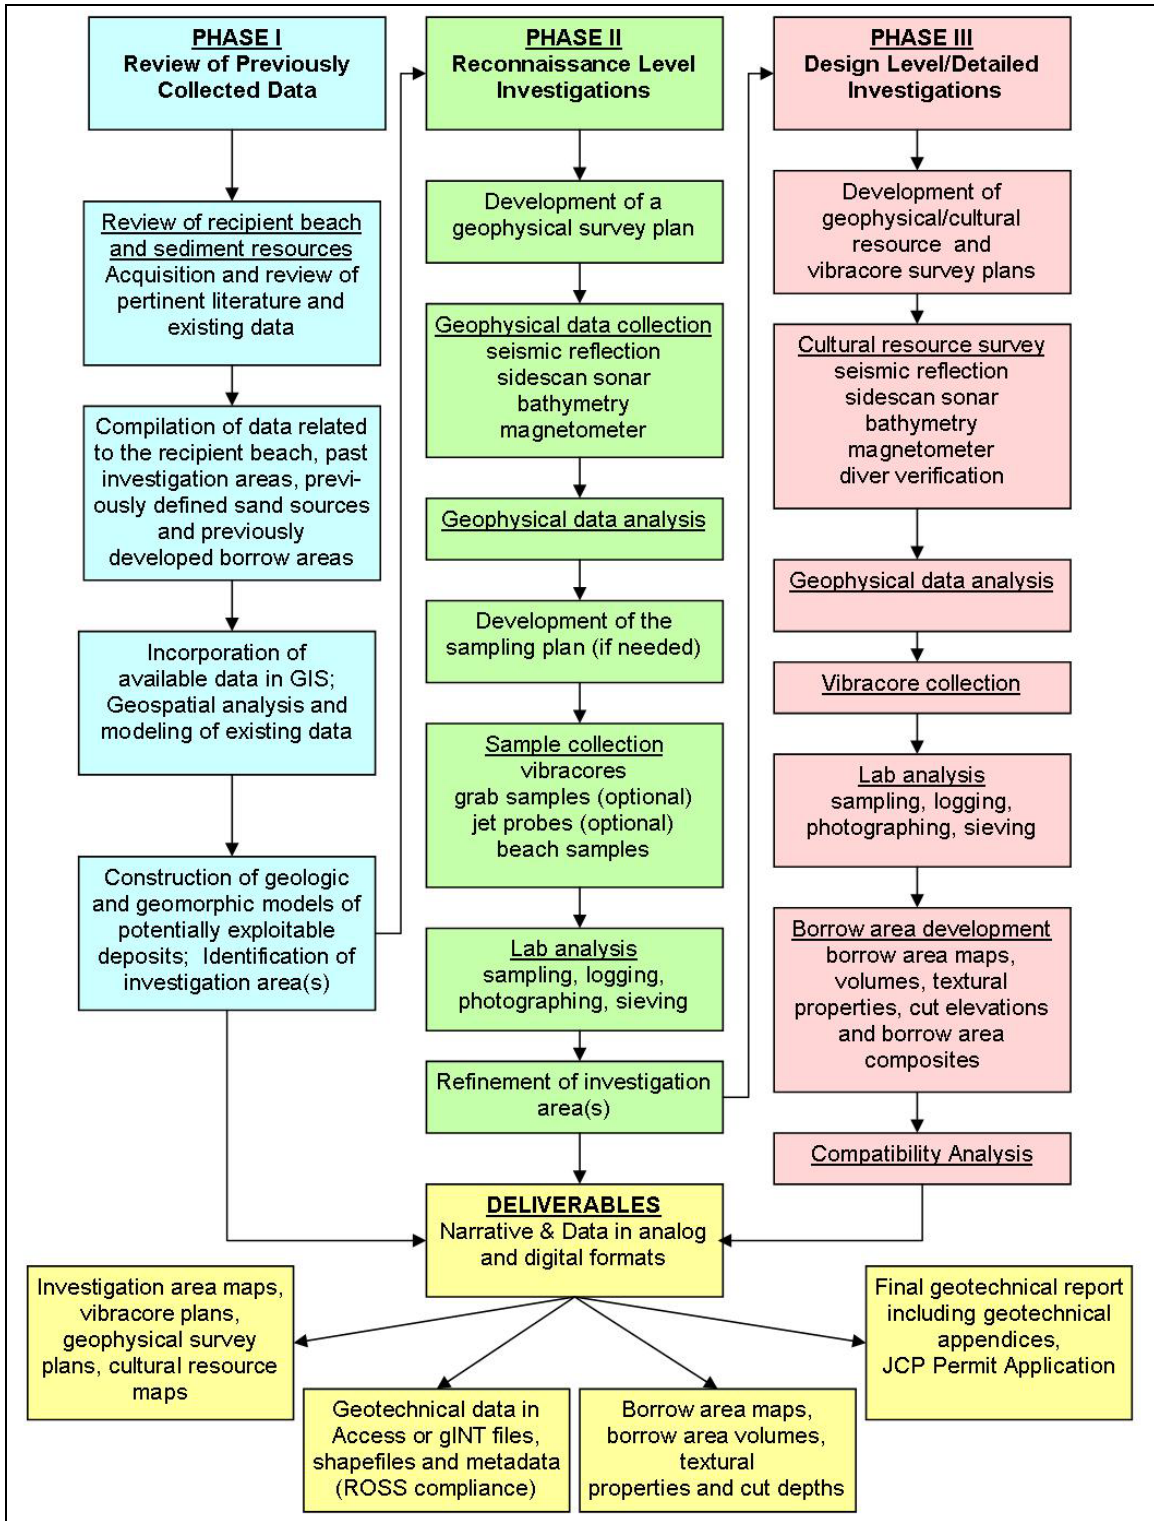 PHASE I
Review of Previously
Collected Data
Review of recipient beach
and sediment resources
Acquisition and review of
pertinent literature and
existing data
Compilation of data related
to the recipient beach, past
investigation areas, previ-
ously defined sand sources
and previously
developed borrow areas
Incorporation of
available data in GIS;
Geospatial analysis and
modeling of existing data
Construction of geologic
and geomorphic models of
potentially exploitable
deposits; Identification of
investigation area(s)
PHASE II
Reconnaissance Level
Investigations
Development of a
geophysical survey plan
Geophysical data collection
seismic reflection
sidescan sonar
bathymetry
magnetometer
Geophysical data analysis
Development of the
sampling plan (if needed)
Sample collection
vibracores
grab samples (optional)
jet probes (optional)
beach samples
Lab analysis
sampling, logging,
photographing, sieving
Refinement of investigation
area(s)
PHASE III
Design Level/Detailed
Investigations
Development of
geophysical/cultural
resource and
vibracore survey plans
Cultural resource survey
seismic reflection
sidescan sonar
bathymetry
magnetometer
diver verification
Geophysical data analysis
Vibracore collection
Lab analysis
sampling, logging,
photographing, sieving
Borrow area development
borrow area maps,
volumes, textural
properties, cut elevations
and borrow area
composites
Compatibility Analysis
DELIVERABLES
Narrative & Data in analog
and digital formats
Investigation area maps,
vibracore plans,
geophysical survey
plans, cultural resource
maps
Geotechnical data in
Access or gINT files,
shapefiles and metadata
(ROSS compliance)
Borrow area maps,
borrow area volumes,
textural
properties and cut depths
Final geotechnical report
including geotechnical
appendices,
JCP Permit Application